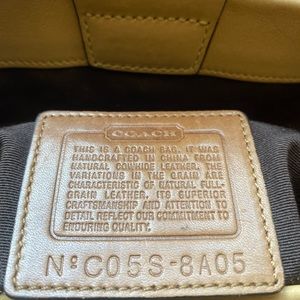 COACH
THIS IS A COACH BAG. IT WAS
HANDCRAFTED IN CHINA FROM
NATURAL COWHIDE LEATHER. THE
VARIATIONS IN THE GRAIN ARE
CHARACTERISTIC OF NATURAL FULL-
GRAIN LEATHER. ITS SUPERIOR
CRAFTSMANSHIP AND ATTENTION TO
DETAIL REFLECT OUR COMMITMENT TO
ENDURING QUALITY.
Nº C05S-8A05